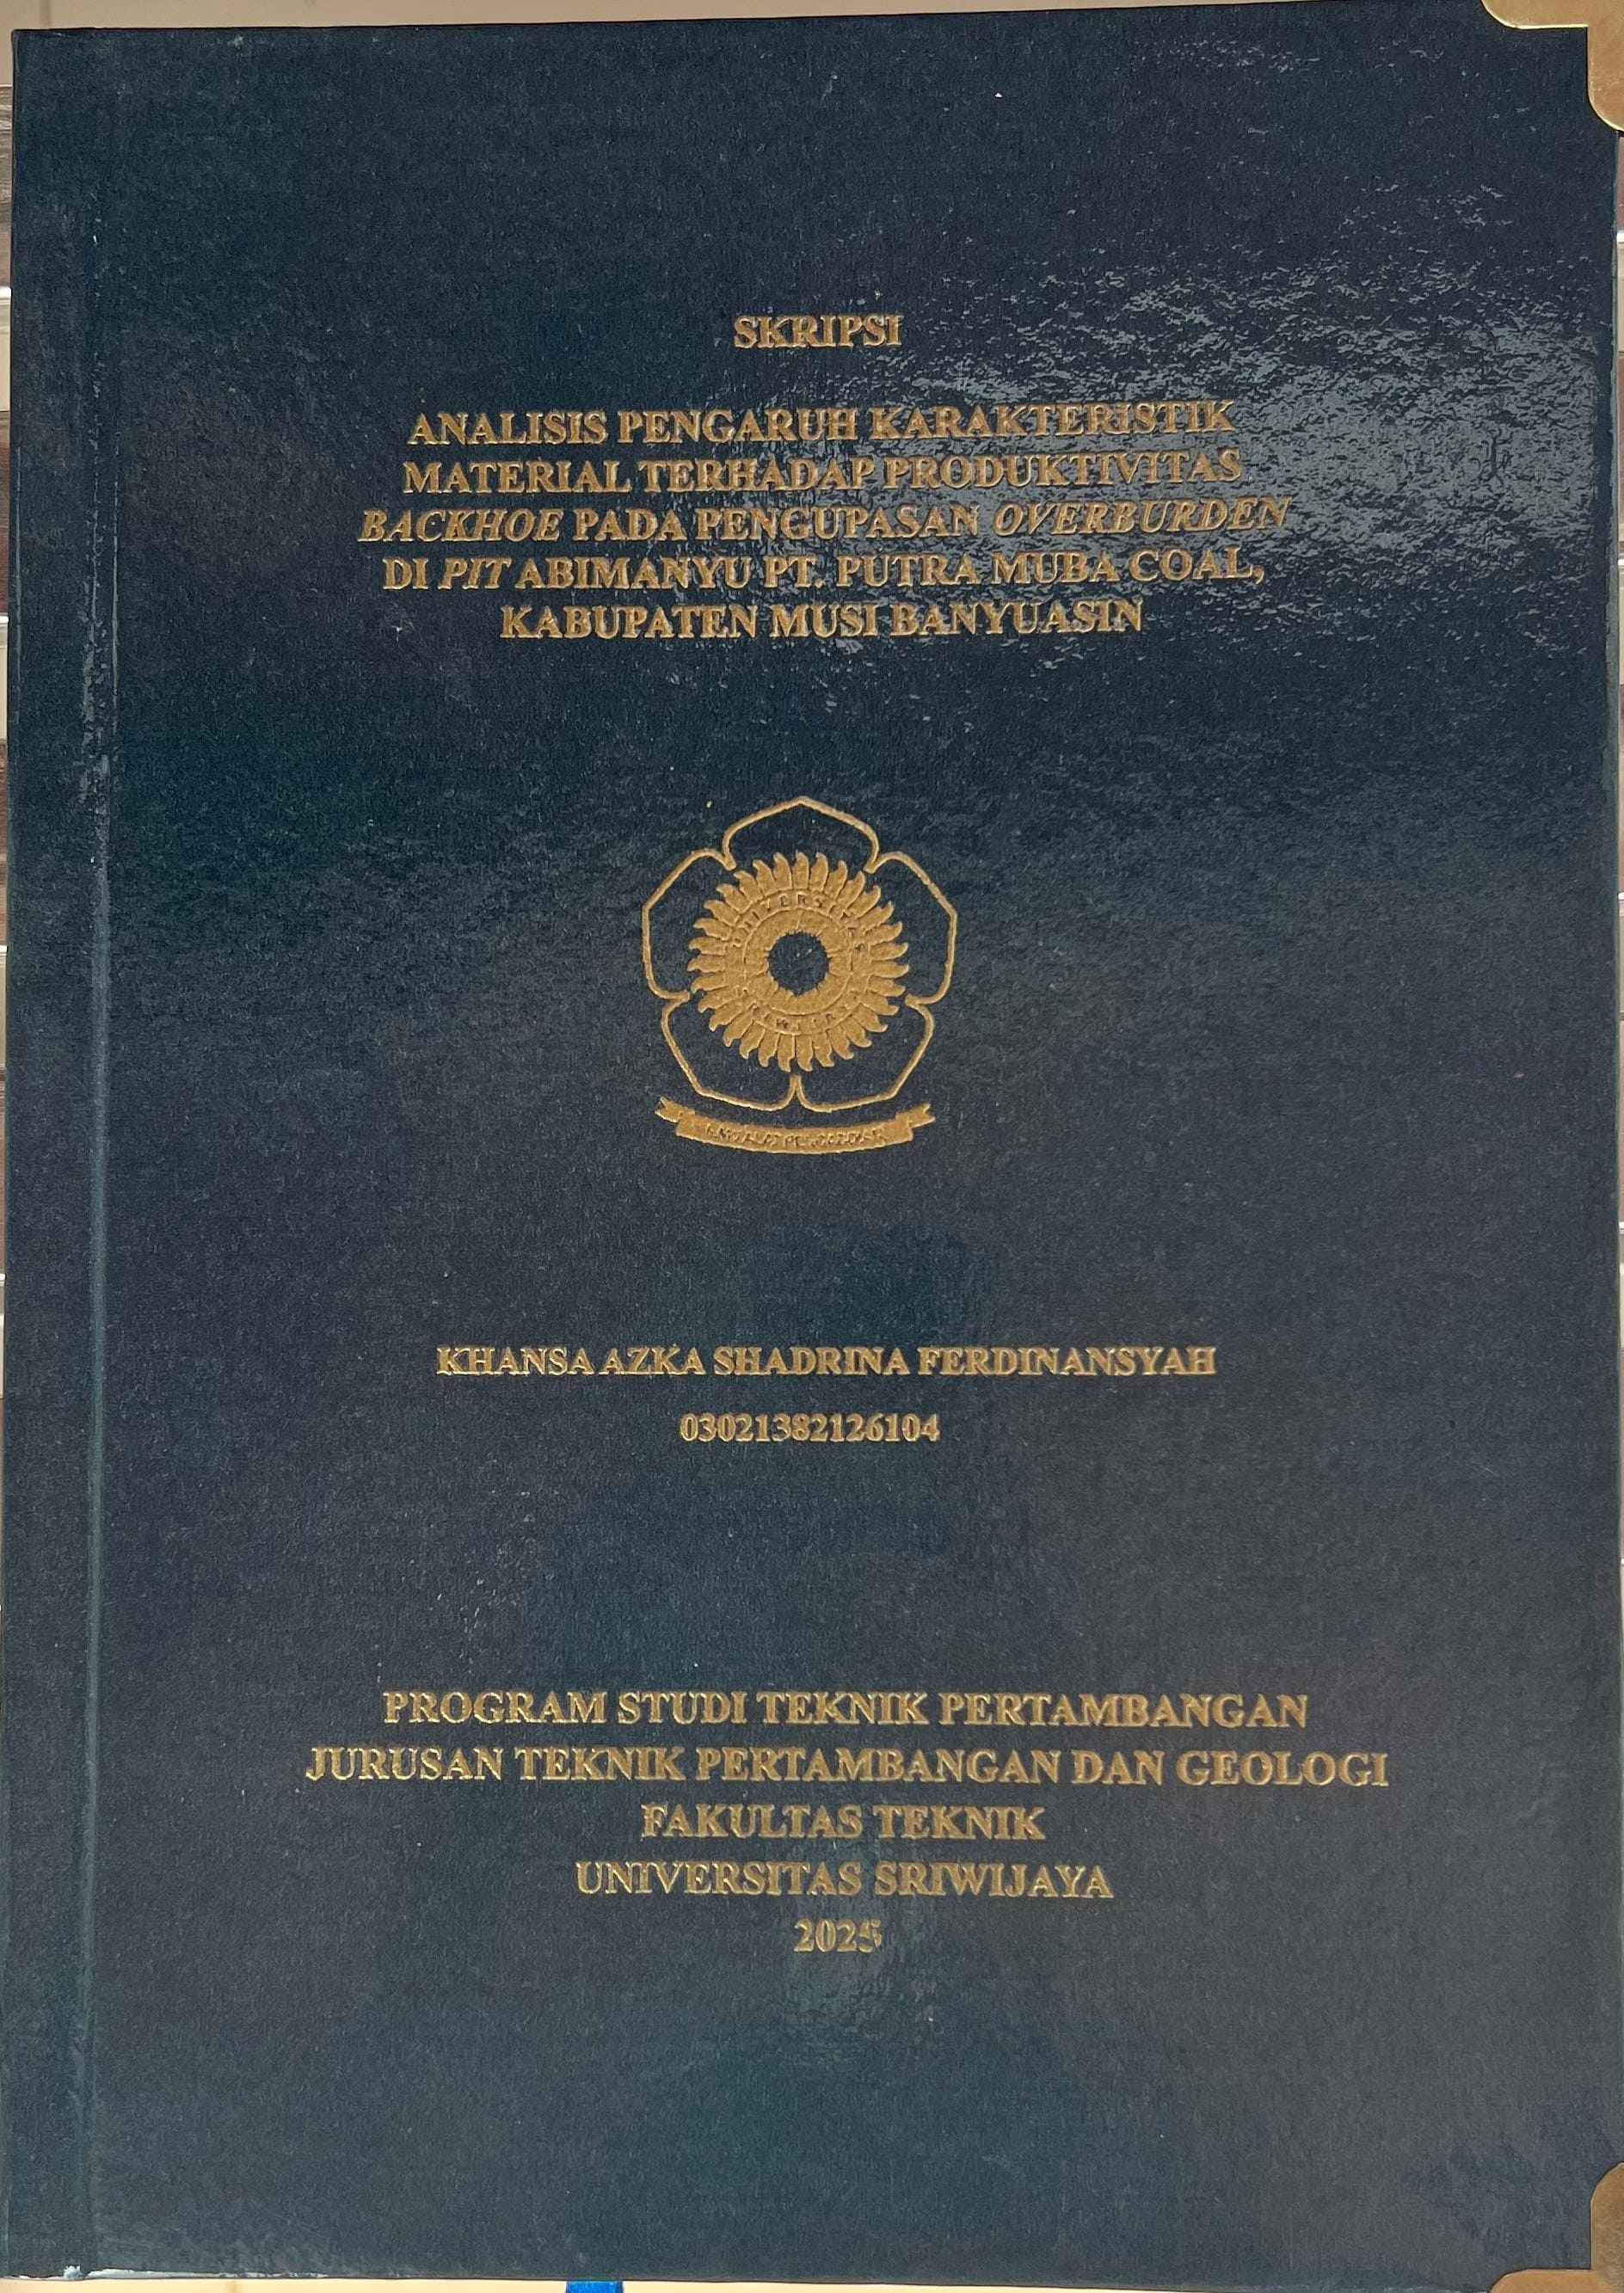 SKRIPSI
ANALISIS PENGARUH KARAKTERISTIK
MATERIAL TERHADAP PRODUKTIVITAS
BACKHOE PADA PENGUPASAN OVERBURDEN
DI PIT ABIMANYU PT. PUTRA MUBA COAL,
KABUPATEN MUSI BANYUASIN
UNIVERSITAS
KHANSA AZKA SHADRINA FERDINANSYAH
03021382126104
PROGRAM STUDI TEKNIK PERTAMBANGAN
JURUSAN TEKNIK PERTAMBANGAN DAN GEOLOGI
FAKULTAS TEKNIK
UNIVERSITAS SRIWIJAYA
2025